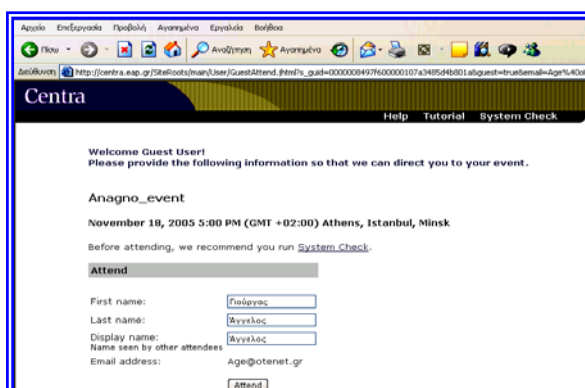 Αρχείο Επεξεργασία Προβολή Αγαπημένα Εργαλεία Βοήθεια
Πίσω Αναζήτηση Αγαπημένα
Διεύθυνση http://centra.eap.gr/SiteRoots/main/User/GuestAttend.jhtml?s_guid=0000008497f600000107a3485d4b801a&guest=true&email=Age%40ot
Centra
Help Tutorial System Check
Welcome Guest User!
Please provide the following information so that we can direct you to your event.
Anagno_event
November 18, 2005 5:00 PM (GMT +02:00) Athens, Istanbul, Minsk
Before attending, we recommend you run System Check.
Attend
First name: Γιούργας
Last name: Άγγελος
Display name: Άγγελος
Name seen by other attendees
Email address: Age@otenet.gr
Attend